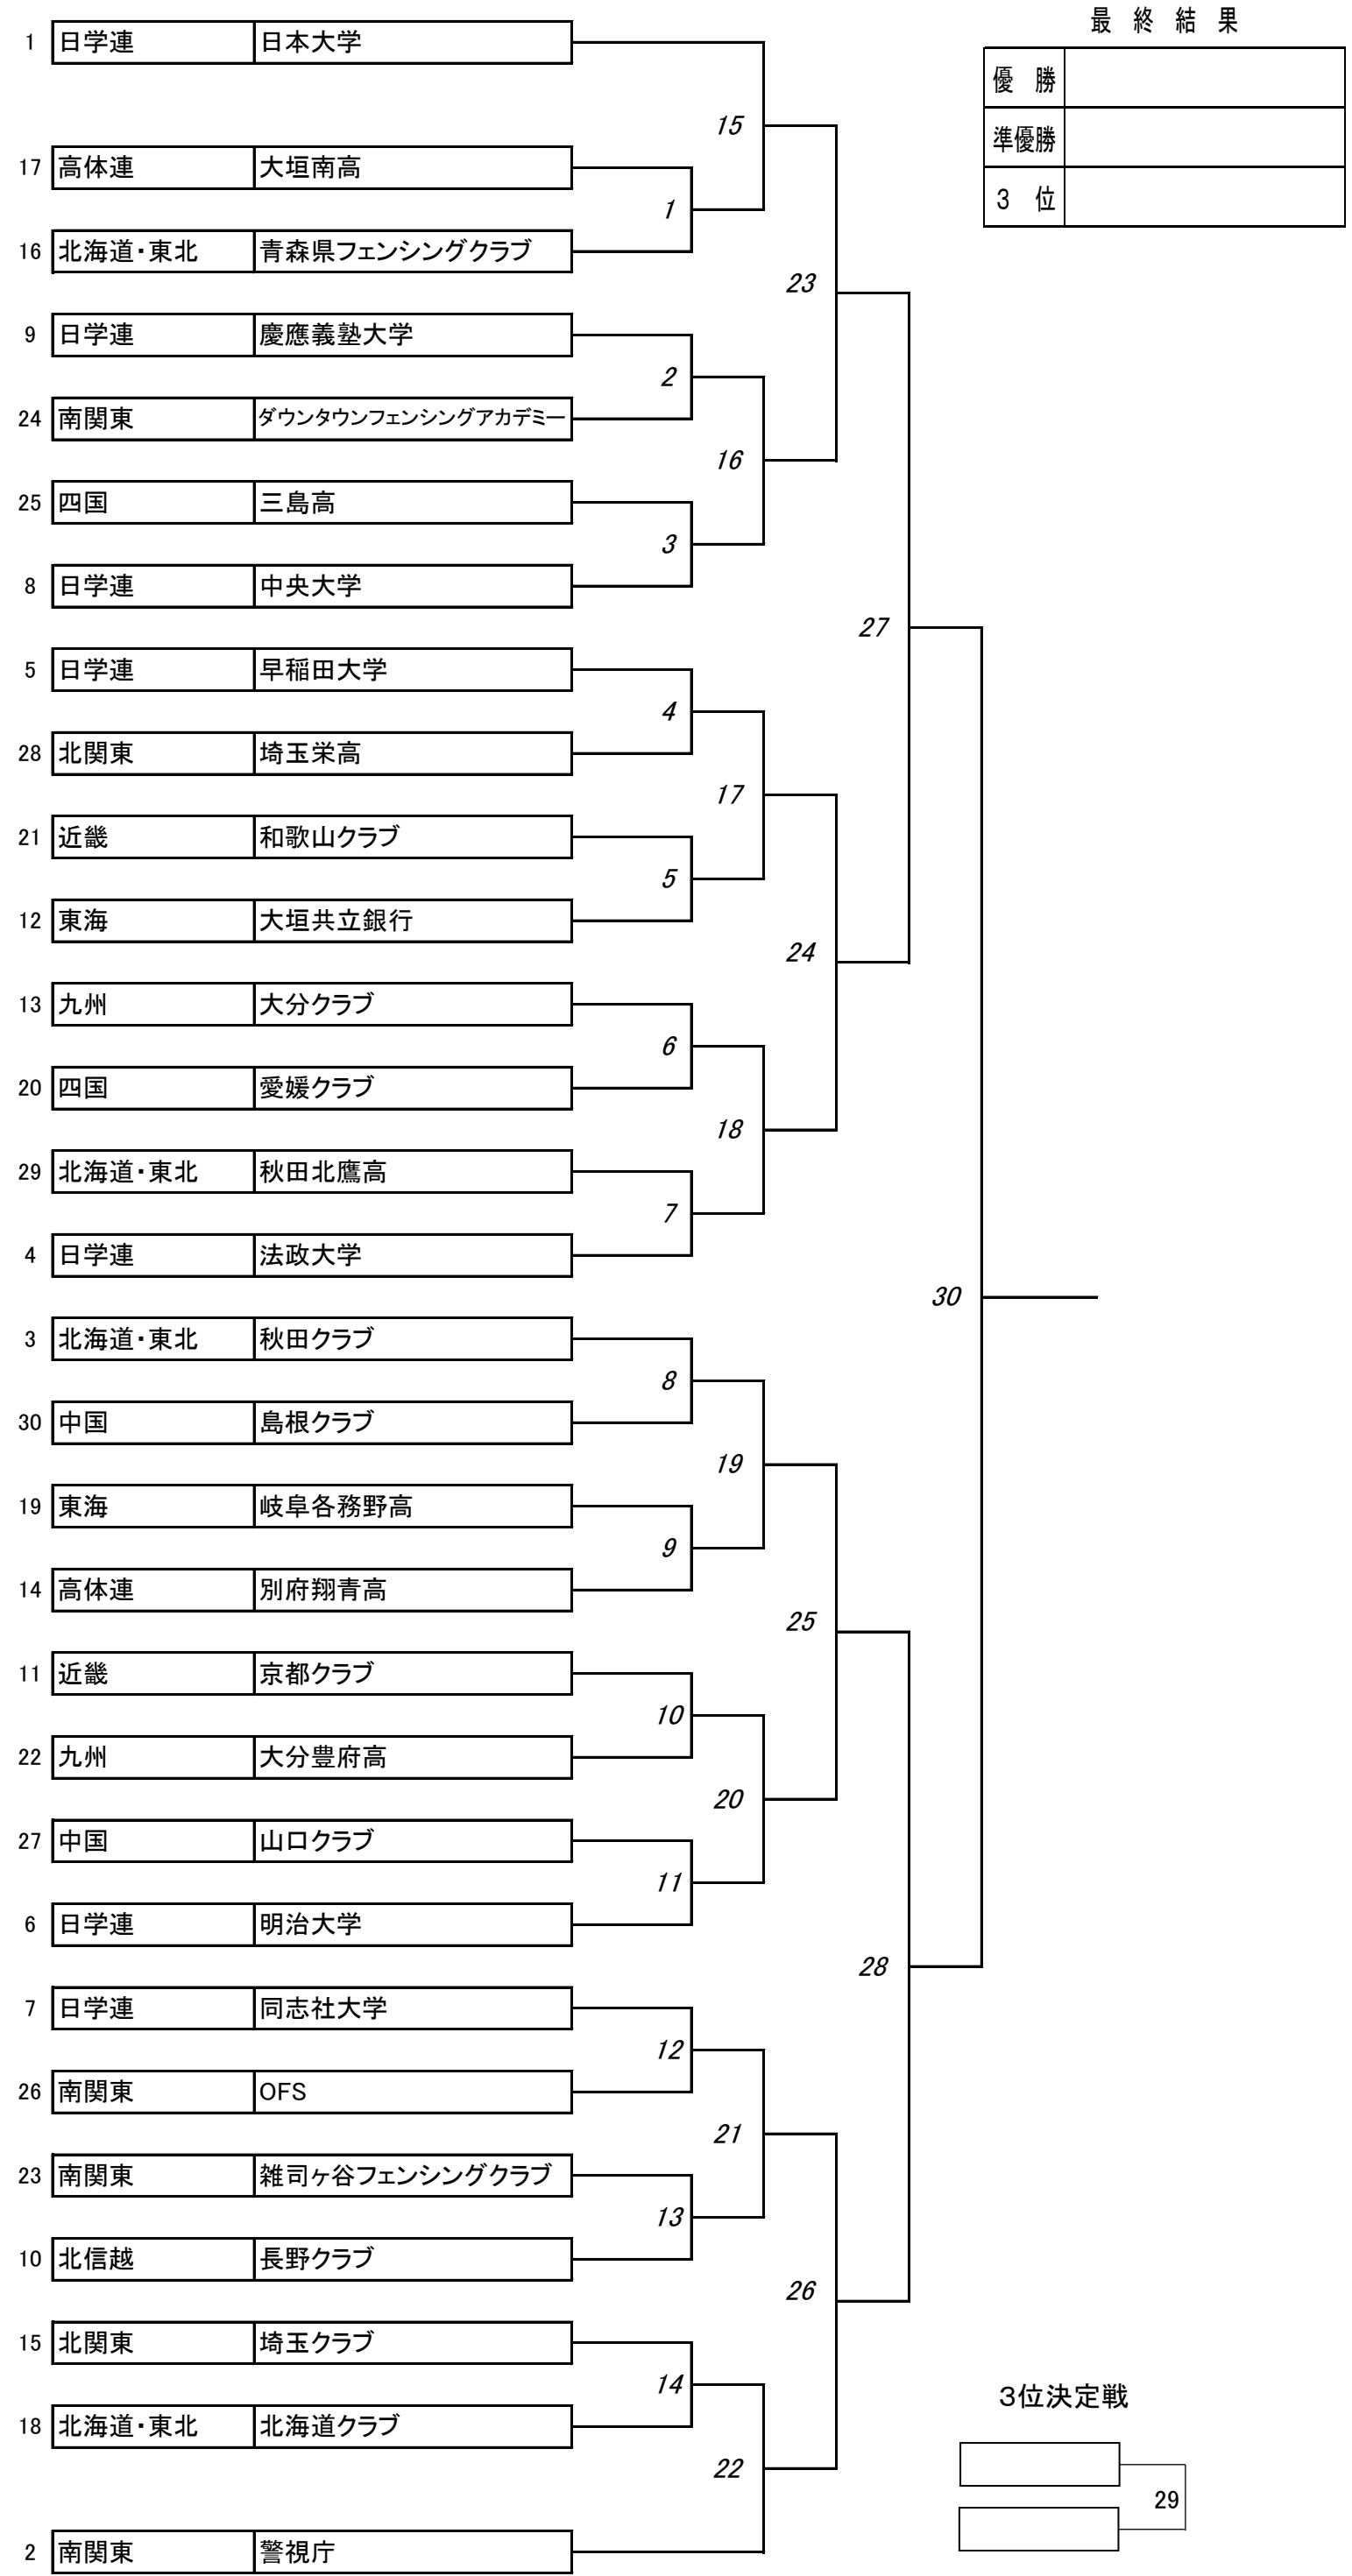 最 終 結 果
優 勝
準優勝
3 位
1 日学連 日本大学
15
17 高体連 大垣南高
1
16 北海道・東北 青森県フェンシングクラブ
23
9 日学連 慶應義塾大学
2
24 南関東 ダウンタウンフェンシングアカデミー
16
25 四国 三島高
3
8 日学連 中央大学
27
5 日学連 早稲田大学
4
28 北関東 埼玉栄高
17
21 近畿 和歌山クラブ
5
12 東海 大垣共立銀行
24
13 九州 大分クラブ
6
20 四国 愛媛クラブ
18
29 北海道・東北 秋田北鷹高
7
4 日学連 法政大学
30
3 北海道・東北 秋田クラブ
8
30 中国 島根クラブ
19
19 東海 岐阜各務野高
9
14 高体連 別府翔青高
25
11 近畿 京都クラブ
10
22 九州 大分豊府高
20
27 中国 山口クラブ
11
6 日学連 明治大学
28
7 日学連 同志社大学
12
26 南関東 OFS
21
23 南関東 雑司ヶ谷フェンシングクラブ
13
10 北信越 長野クラブ
26
15 北関東 埼玉クラブ
14
18 北海道・東北 北海道クラブ
22
2 南関東 警視庁
3位決定戦
29